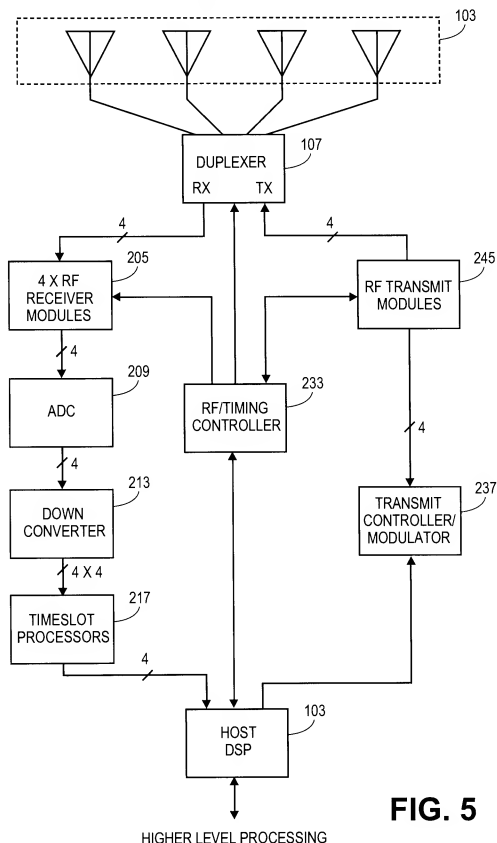 103
DUPLEXER
RX TX
107
4
4
4 X RF
RECEIVER
MODULES
205
RF TRANSMIT
MODULES
245
4
209
ADC
RF/TIMING
CONTROLLER
233
4
4
213
DOWN
CONVERTER
TRANSMIT
CONTROLLER/
MODULATOR
237
4 X 4
TIMESLOT
PROCESSORS
217
4
HOST
DSP
103
FIG. 5
HIGHER LEVEL PROCESSING